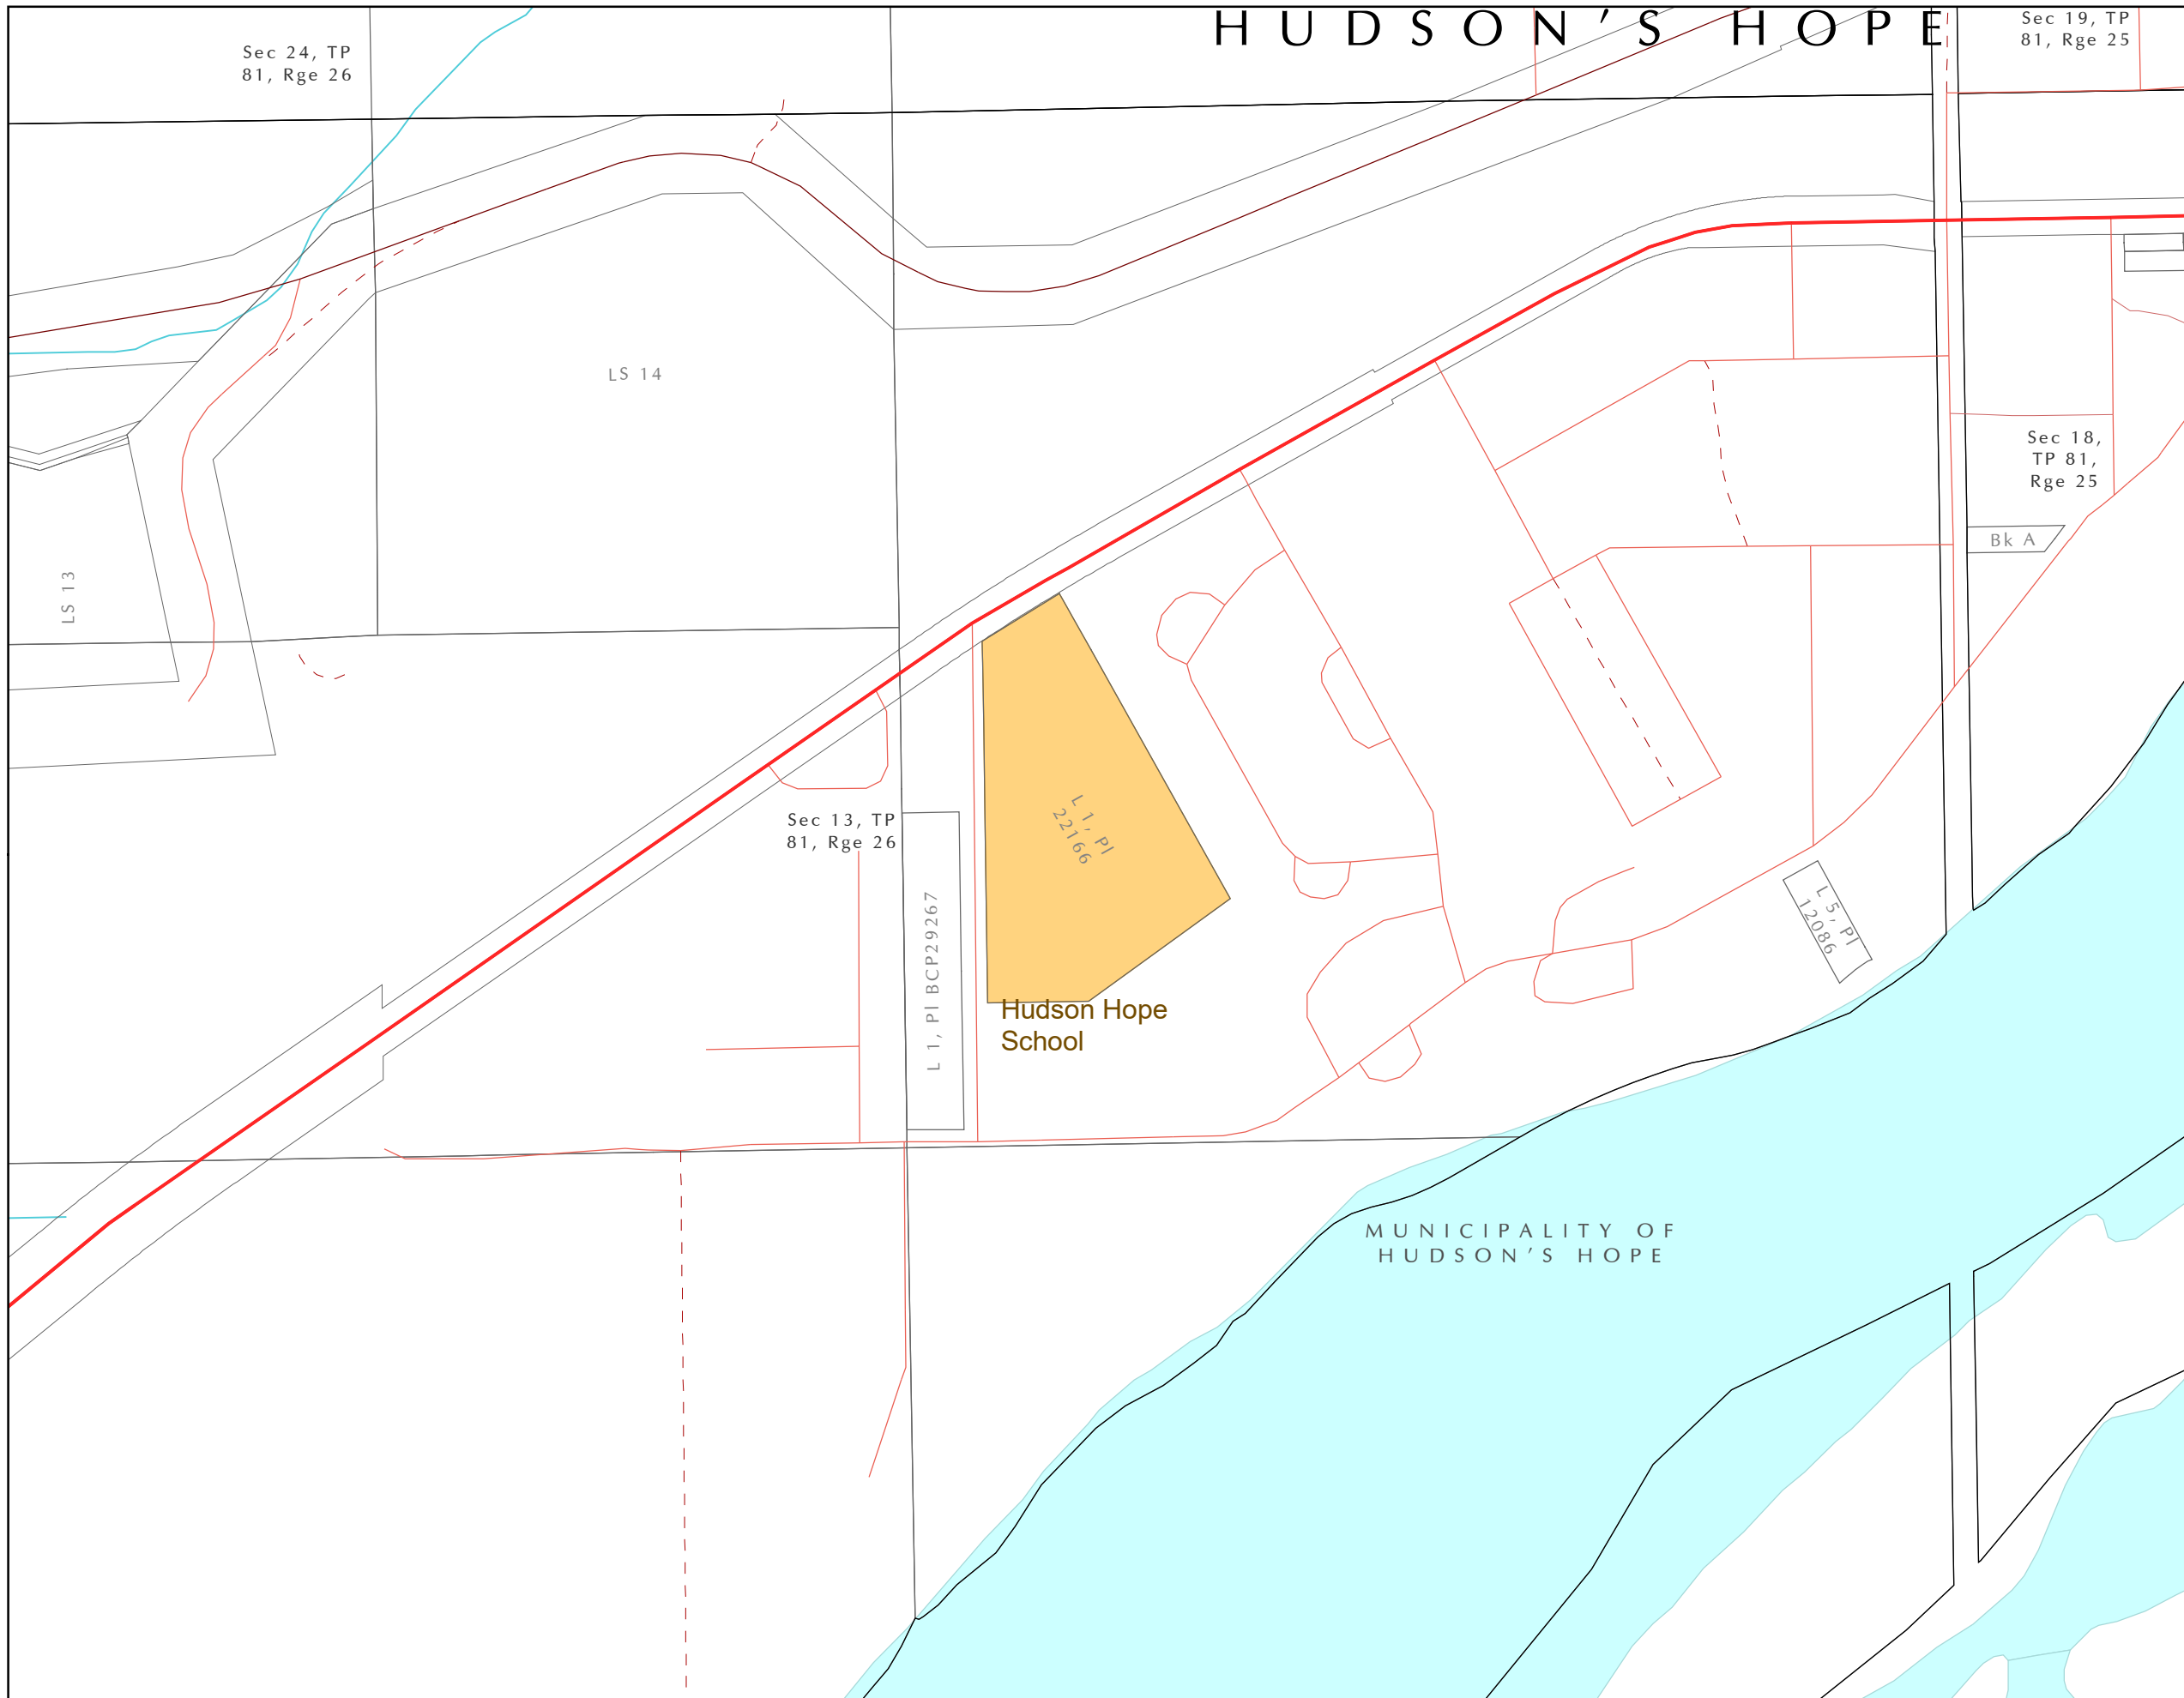 HUDSON'S HOPE
Sec 19, TP
81, Rge 25
Sec 24, TP
81, Rge 26
LS 14
Sec 18,
TP 81,
Rge 25
Bk A
LS 13
L 1, Pl
22166
Sec 13, TP
81, Rge 26
L 1, Pl BCP29267
L 5, Pl
12086
Hudson Hope
School
MUNICIPALITY OF
HUDSON'S HOPE